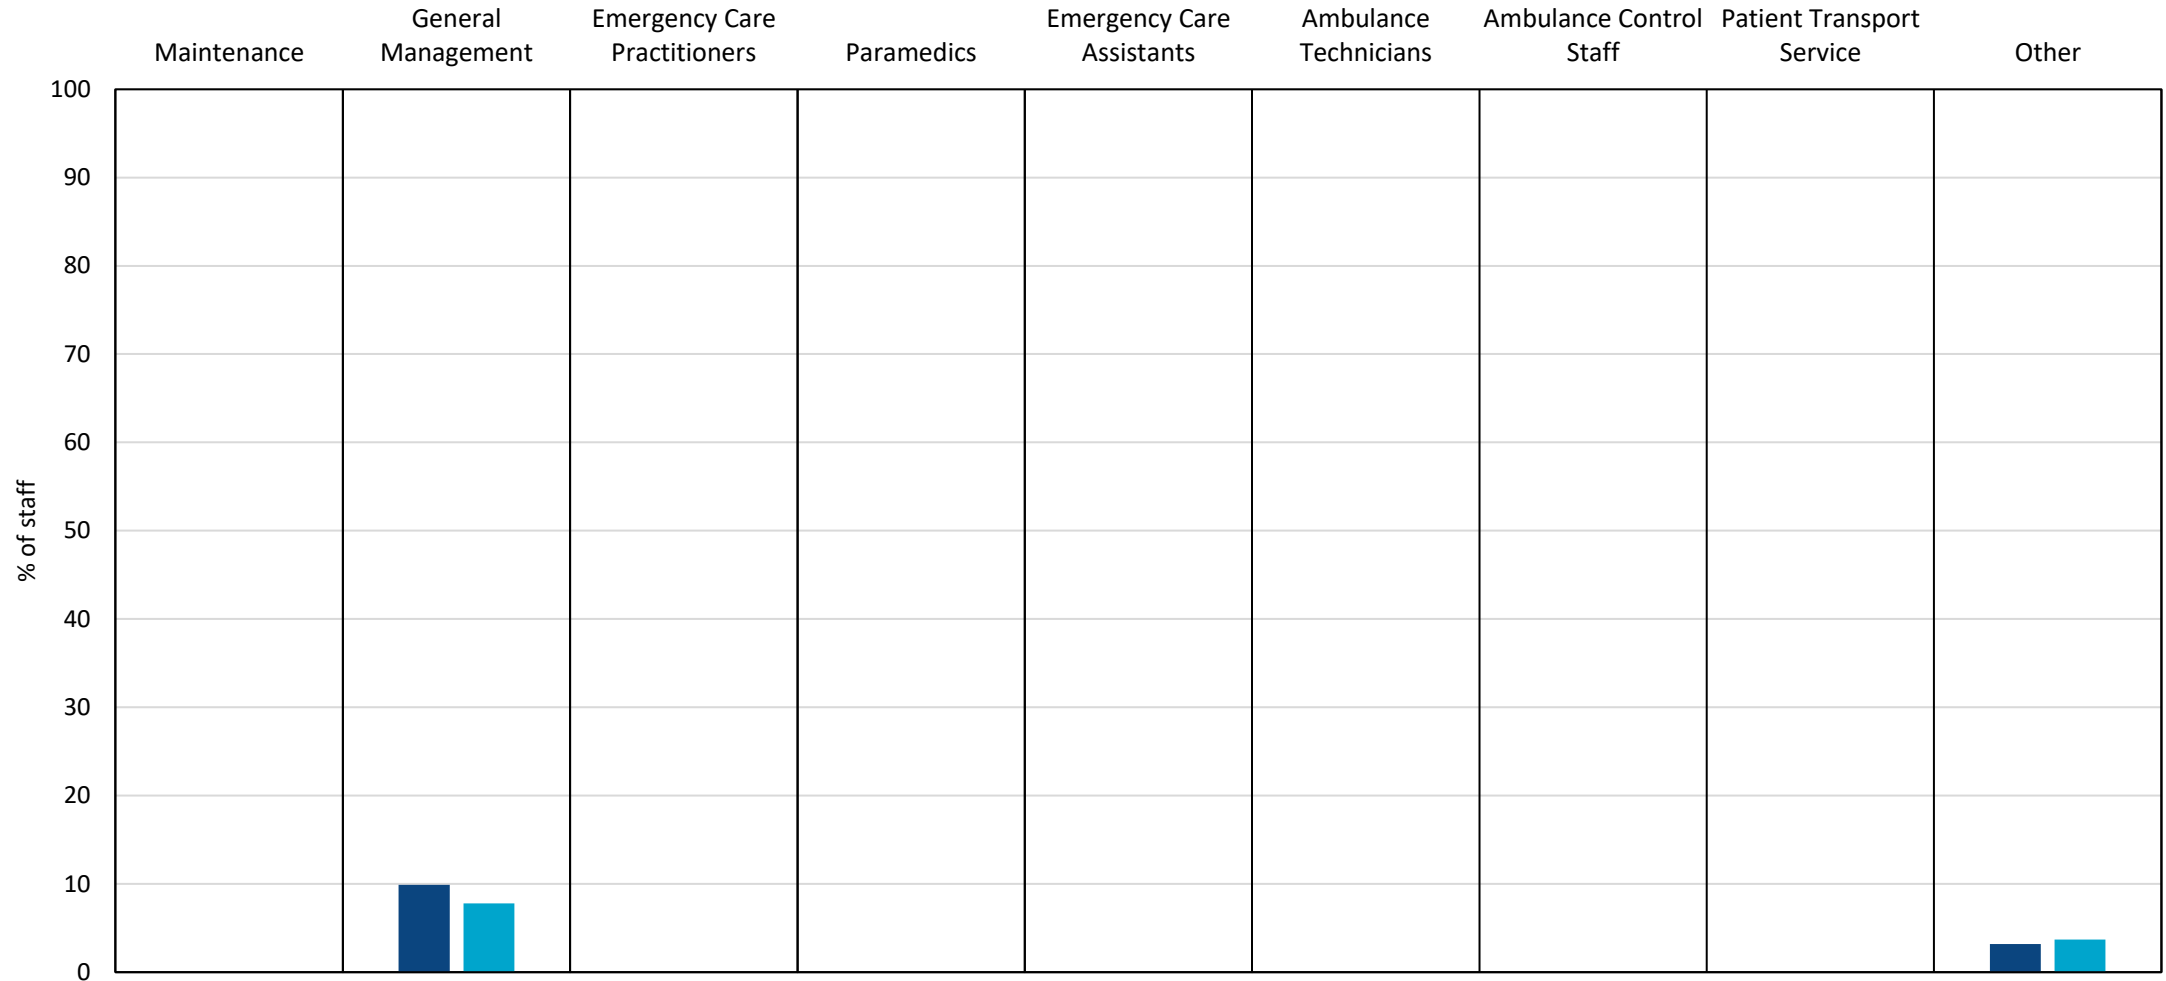 Maintenance
General
Management
Emergency Care
Practitioners
Paramedics
Emergency Care
Assistants
Ambulance
Technicians
Ambulance Control
Staff
Patient Transport
Service
Other
100
90
80
70
60
50
40
30
20
10
0
% of staff